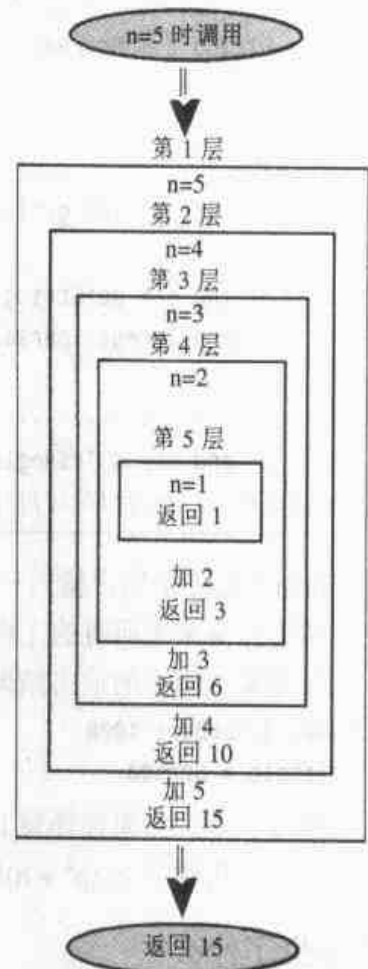 n=5 时调用
第 1 层
n=5
第 2 层
n=4
第 3 层
n=3
第 4 层
n=2
第 5 层
n=1
返回 1
加 2
返回 3
加 3
返回 6
加 4
返回 10
加 5
返回 15
返回 15